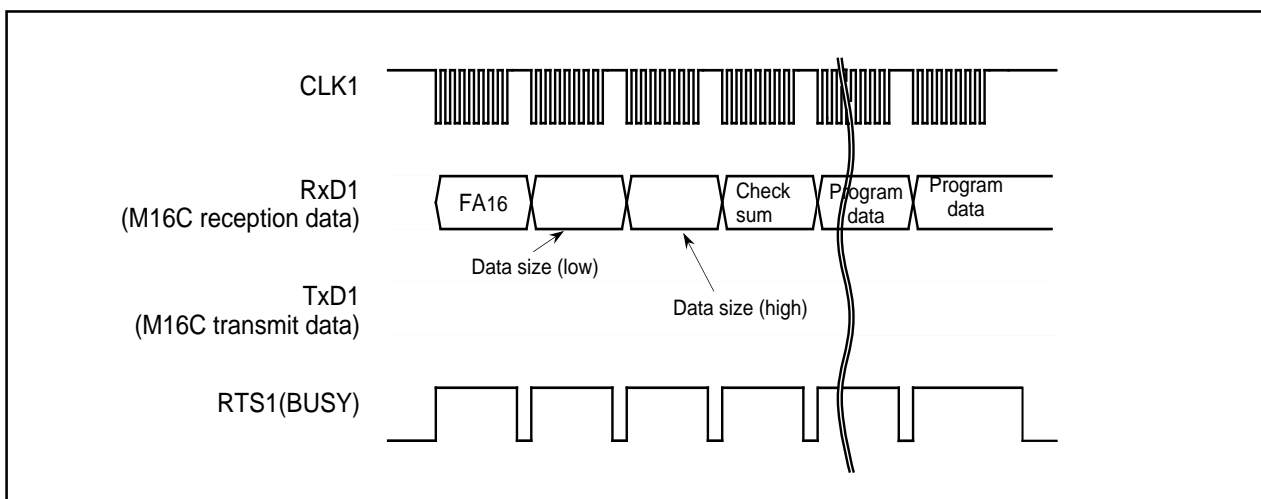 CLK1
RxD1
(M16C reception data)
FA16
Check
sum
Program
data
Program
data
Data size (low)
Data size (high)
TxD1
(M16C transmit data)
RTS1(BUSY)